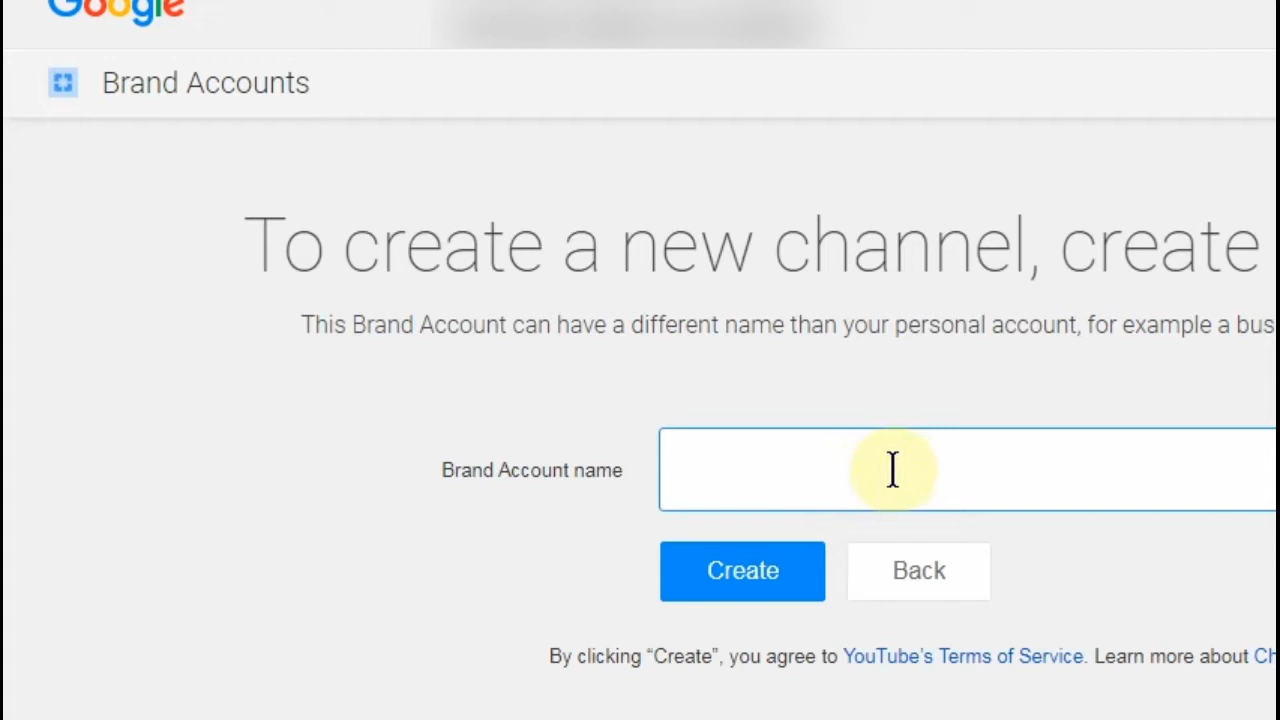 Google
Brand Accounts
To create a new channel, create
This Brand Account can have a different name than your personal account, for example a bus
Brand Account name
Create
Back
By clicking “Create”, you agree to YouTube’s Terms of Service. Learn more about Ch